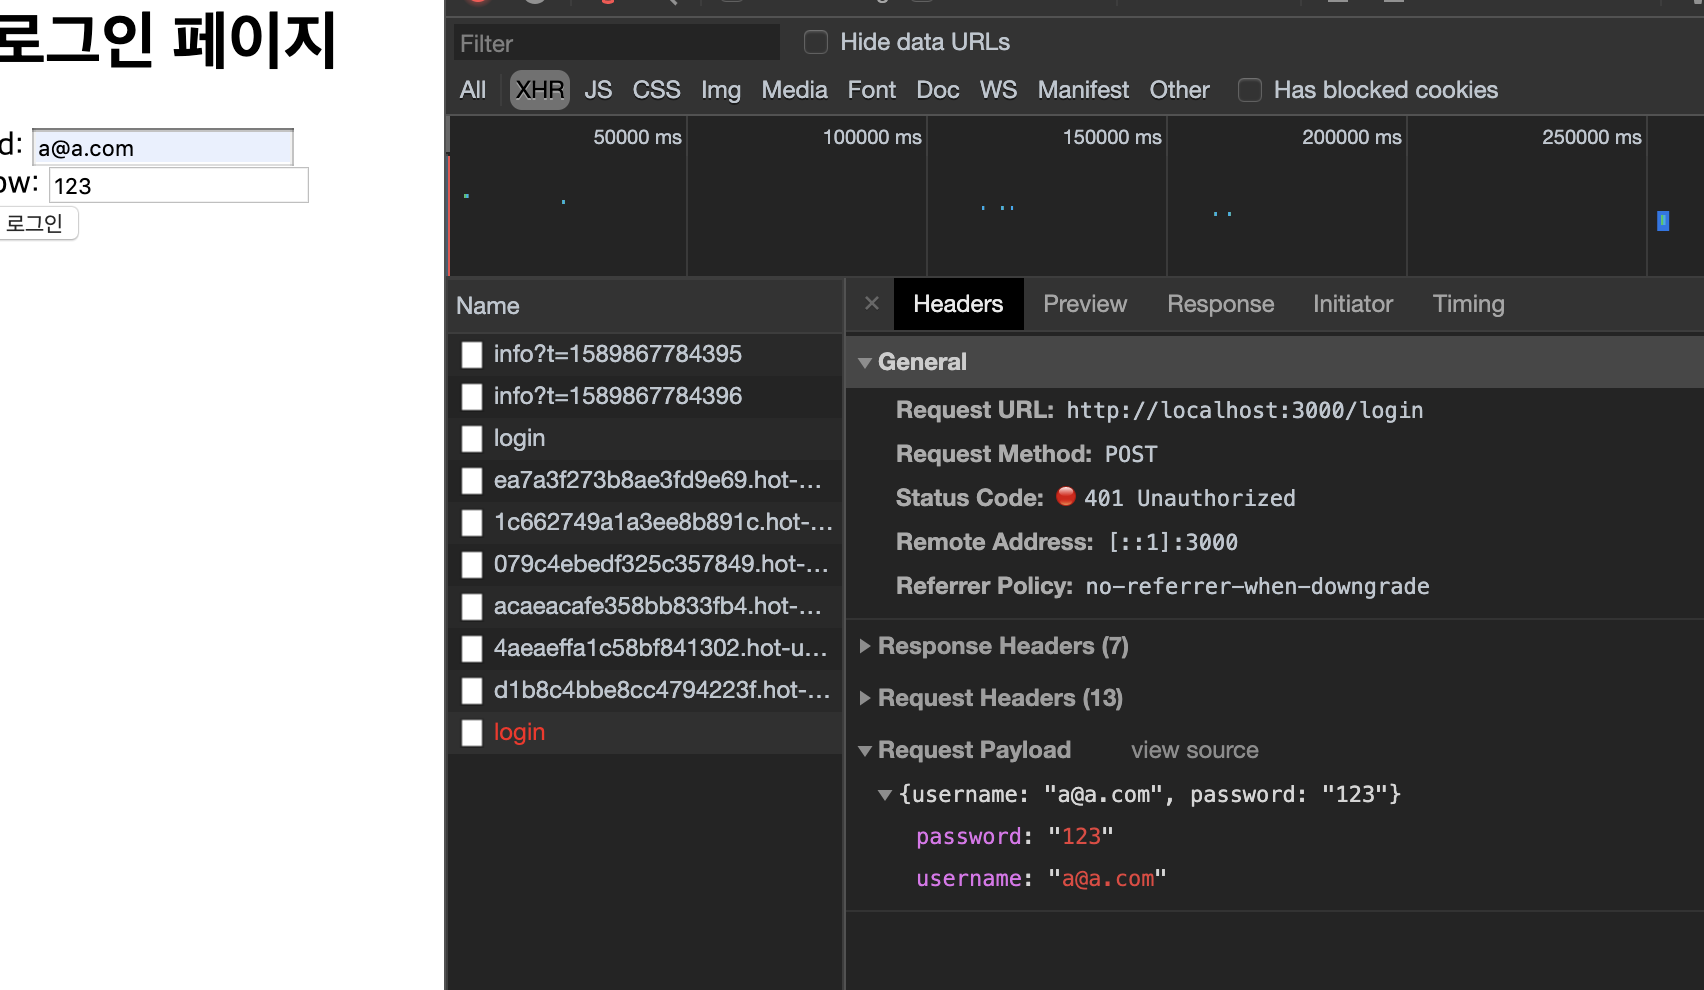 로그인 페이지
d: a@a.com
ow: 123
로그인
Filter
Hide data URLs
All XHR JS CSS Img Media Font Doc WS Manifest Other Has blocked cookies
50000 ms 100000 ms 150000 ms 200000 ms 250000 ms
Name
info?t=1589867784395
info?t=1589867784396
login
ea7a3f273b8ae3fd9e69.hot-...
1c662749a1a3ee8b891c.hot-...
079c4ebedf325c357849.hot-...
acaeacafe358bb833fb4.hot-...
4aeaeffa1c58bf841302.hot-u...
d1b8c4bbe8cc4794223f.hot-...
login
× Headers Preview Response Initiator Timing
General
Request URL: http://localhost:3000/login
Request Method: POST
Status Code: 401 Unauthorized
Remote Address: [::1]:3000
Referrer Policy: no-referrer-when-downgrade
Response Headers (7)
Request Headers (13)
Request Payload view source
{username: "a@a.com", password: "123"}
password: "123"
username: "a@a.com"